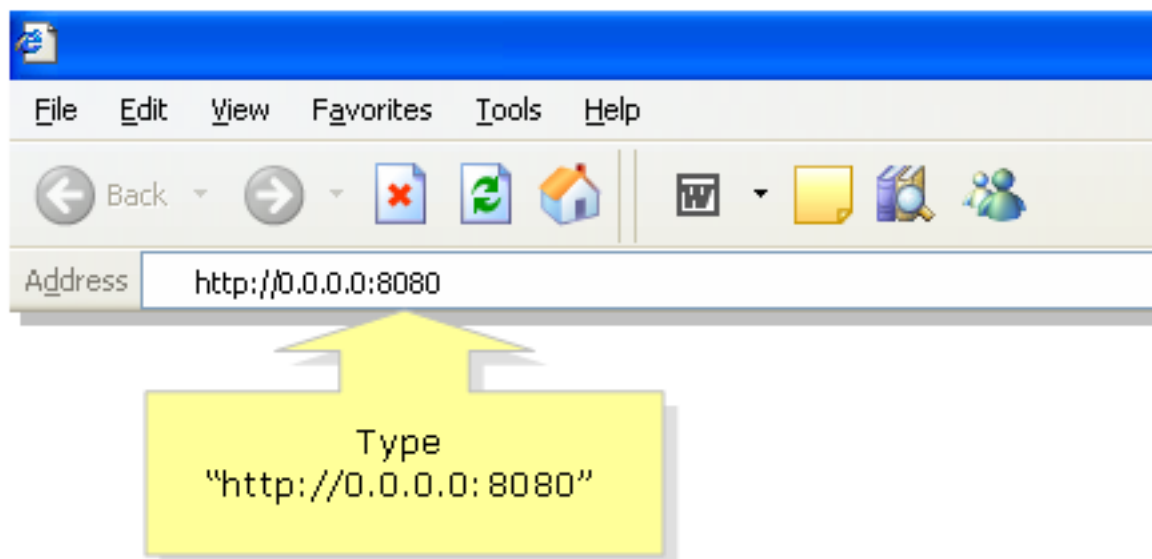 File Edit View Favorites Tools Help
Back
Address http://0.0.0.0:8080
Type
“http://0.0.0.0:8080”